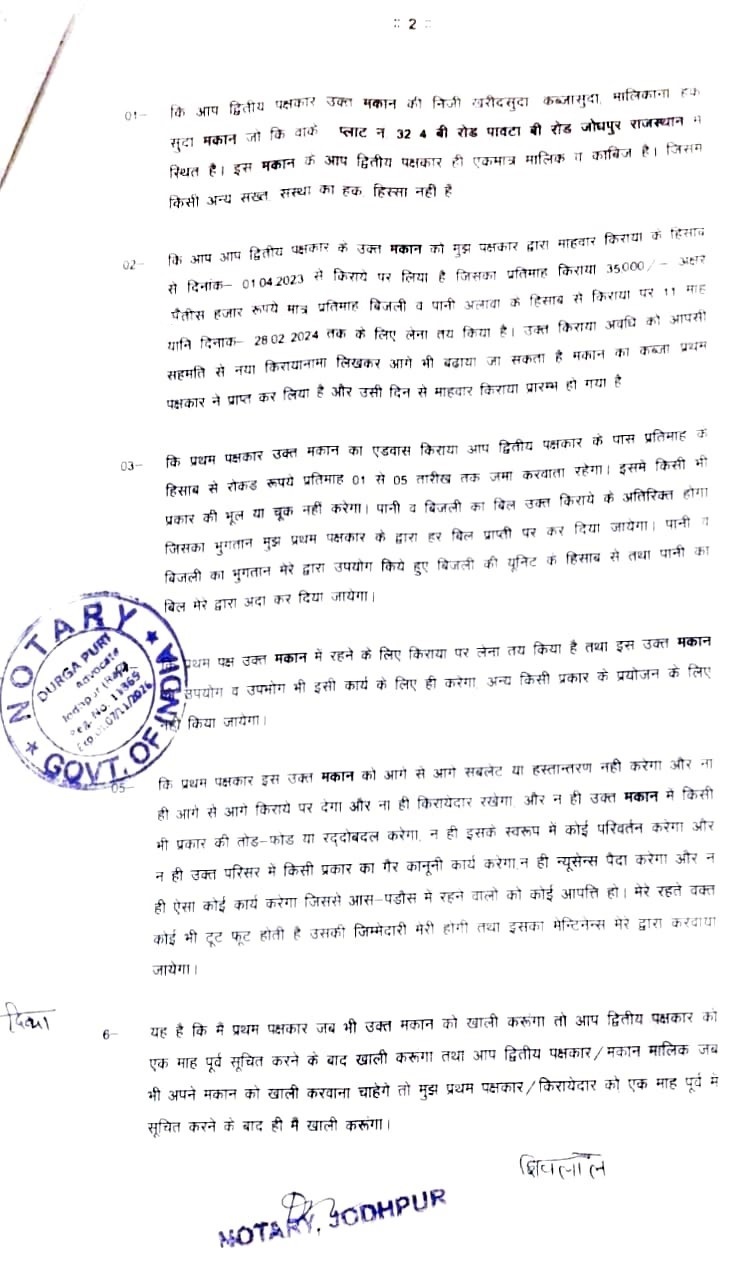 :: 2 ::
01- कि आप द्वितीय पक्षकार उक्त मकान की निजी खरीदसुदा कब्जासुदा, मालिकाना हक
सुदा मकान जो कि वाके प्लाट न 32 4 बी रोड पावटा बी रोड जोधपुर राजस्थान में
स्थित है। इस मकान के आप द्वितीय पक्षकार ही एकमात्र मालिक व काबिज है। जिसमे
किसी अन्य सख्त, संस्था का हक, हिस्सा नही है
02- कि आप आप द्वितीय पक्षकार के उक्त मकान को मुझ पक्षकार द्वारा माहवार किराया के हिसाब
से दिनांक- 01.04.2023 से किराये पर लिया है जिसका प्रतिमाह किराया 35,000/- अक्षर
पैतीस हजार रूपये मात्र प्रतिमाह बिजली व पानी अलावा के हिसाब से किराया पर 11 माह
यानि दिनाक- 28.02.2024 तक के लिए लेना तय किया है। उक्त किराया अवधि को आपसी
सहमति से नया किरायानामा लिखकर आगे भी बढाया जा सकता है मकान का कब्जा प्रथम
पक्षकार ने प्राप्त कर लिया है और उसी दिन से माहवार किराया प्रारम्भ हो गया है
03- कि प्रथम पक्षकार उक्त मकान का एडवास किराया आप द्वितीय पक्षकार के पास प्रतिमाह के
हिसाब से रोकड रूपये प्रतिमाह 01 से 05 तारीख तक जमा करवाता रहेगा। इसमे किसी भी
प्रकार की भूल या चूक नहीं करेगा। पानी व बिजली का बिल उक्त किराये के अतिरिक्त होगा
जिसका भुगतान मुझ प्रथम पक्षकार के द्वारा हर बिल प्राप्ती पर कर दिया जायेगा। पानी व
बिजली का भुगतान मेरे द्वारा उपयोग किये हुए बिजली की यूनिट के हिसाब से तथा पानी का
बिल मेरे द्वारा अदा कर दिया जायेगा।
प्रथम पक्ष उक्त मकान में रहने के लिए किराया पर लेना तय किया है तथा इस उक्त मकान
उपयोग व उपभोग भी इसी कार्य के लिए ही करेगा, अन्य किसी प्रकार के प्रयोजन के लिए
नही किया जायेगा।
NOTARY
GOVT. OF INDIA
DURGA PURI
Advocate
Jodhpur (Raj.)
Reg. No. 11369
Exp. 07/11/2026
05- कि प्रथम पक्षकार इस उक्त मकान को आगे से आगे सबलेट या हस्तान्तरण नही करेगा और ना
ही आगे से आगे किराये पर देगा और ना ही किरायेदार रखेगा, और न ही उक्त मकान मे किसी
भी प्रकार की तोड-फोड या रद्दोबदल करेगा, न ही इसके स्वरूप में कोई परिवर्तन करेगा और
न ही उक्त परिसर में किसी प्रकार का गैर कानूनी कार्य करेगा,न ही न्यूसेन्स पैदा करेगा और न
ही ऐसा कोई कार्य करेगा जिससे आस-पडौस मे रहने वालो को कोई आपत्ति हो। मेरे रहते वक्त
कोई भी टूट फूट होती है उसकी जिम्मेदारी मेरी होगी तथा इसका मेन्टिनेन्स मेरे द्वारा करवाया
जायेगा।
6- यह है कि मै प्रथम पक्षकार जब भी उक्त मकान को खाली करूंगा तो आप द्वितीय पक्षकार को
एक माह पूर्व सूचित करने के बाद खाली करूगा तथा आप द्वितीय पक्षकार/मकान मालिक जब
भी अपने मकान को खाली करवाना चाहेगे तो मुझ प्रथम पक्षकार/किरायेदार को एक माह पूर्व मे
सूचित करने के बाद ही मै खाली करूंगा।
NOTARY, JODHPUR